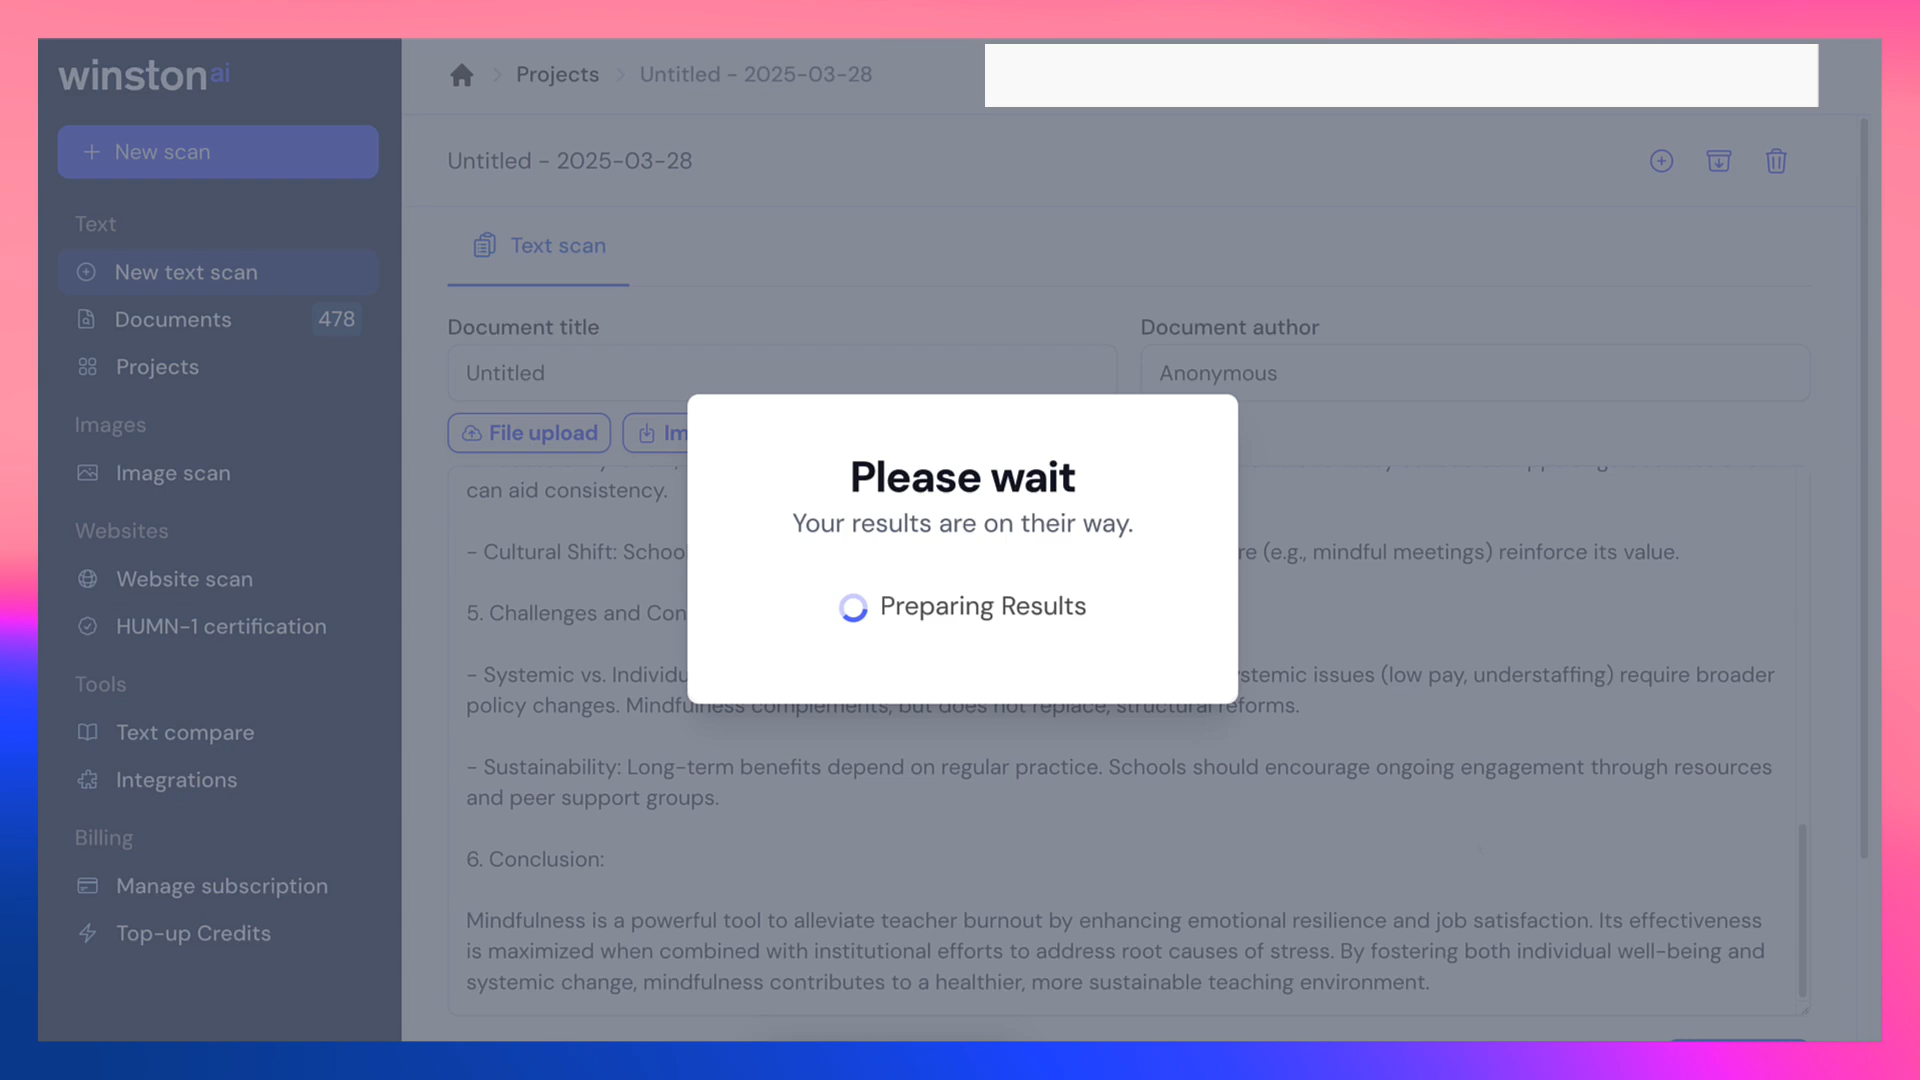 winston ai
New scan
Text
New text scan
Documents 478
Projects
Images
Image scan
Websites
Website scan
HUMN-1 certification
Tools
Text compare
Integrations
Billing
Manage subscription
Top-up Credits
Projects Untitled - 2025-03-28
Untitled - 2025-03-28
Text scan
Document title
Untitled
Document author
Anonymous
File upload
Please wait
Your results are on their way.
Preparing Results
can aid consistency.
- Cultural Shift: (e.g., mindful meetings) reinforce its value.
5. Challenges and
- Systemic vs. issues (low pay, understaffing) require broader
policy changes. Mindfulness complements, but does not replace, structural reforms.
- Sustainability: Long-term benefits depend on regular practice. Schools should encourage ongoing engagement through resources
and peer support groups.
6. Conclusion:
Mindfulness is a powerful tool to alleviate teacher burnout by enhancing emotional resilience and job satisfaction. Its effectiveness
is maximized when combined with institutional efforts to address root causes of stress. By fostering both individual well-being and
systemic change, mindfulness contributes to a healthier, more sustainable teaching environment.